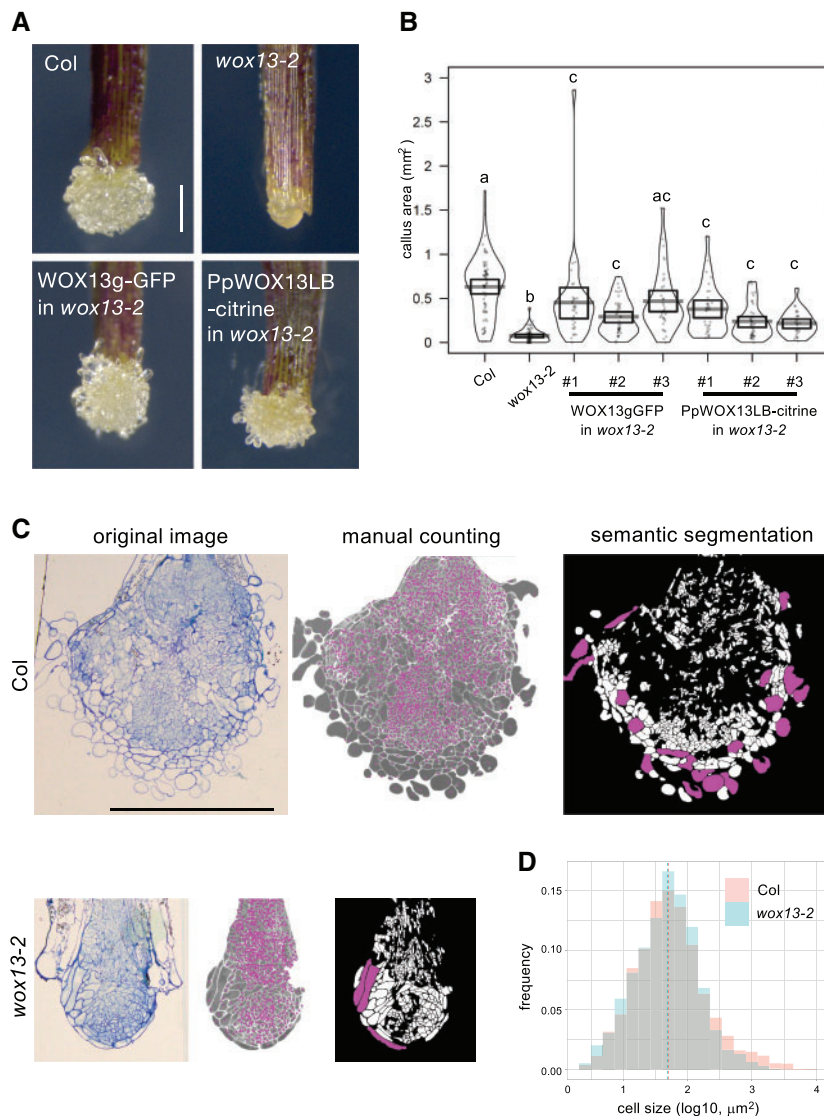 A
Col
wox13-2
WOX13g-GFP
in wox13-2
PpWOX13LB
-citrine
in wox13-2
B
callus area (mm2)
3
2.5
2
1.5
1
0.5
0
a
b
c
c
ac
c
c
c
Col
wox13-2
#1
#2
#3
#1
#2
#3
WOX13gGFP
in wox13-2
PpWOX13LB-citrine
in wox13-2
C
original image
manual counting
semantic segmentation
Col
wox13-2
D
Col
wox13-2
frequency
0.15
0.10
0.05
0.00
0
1
2
3
4
cell size (log10, μm2)